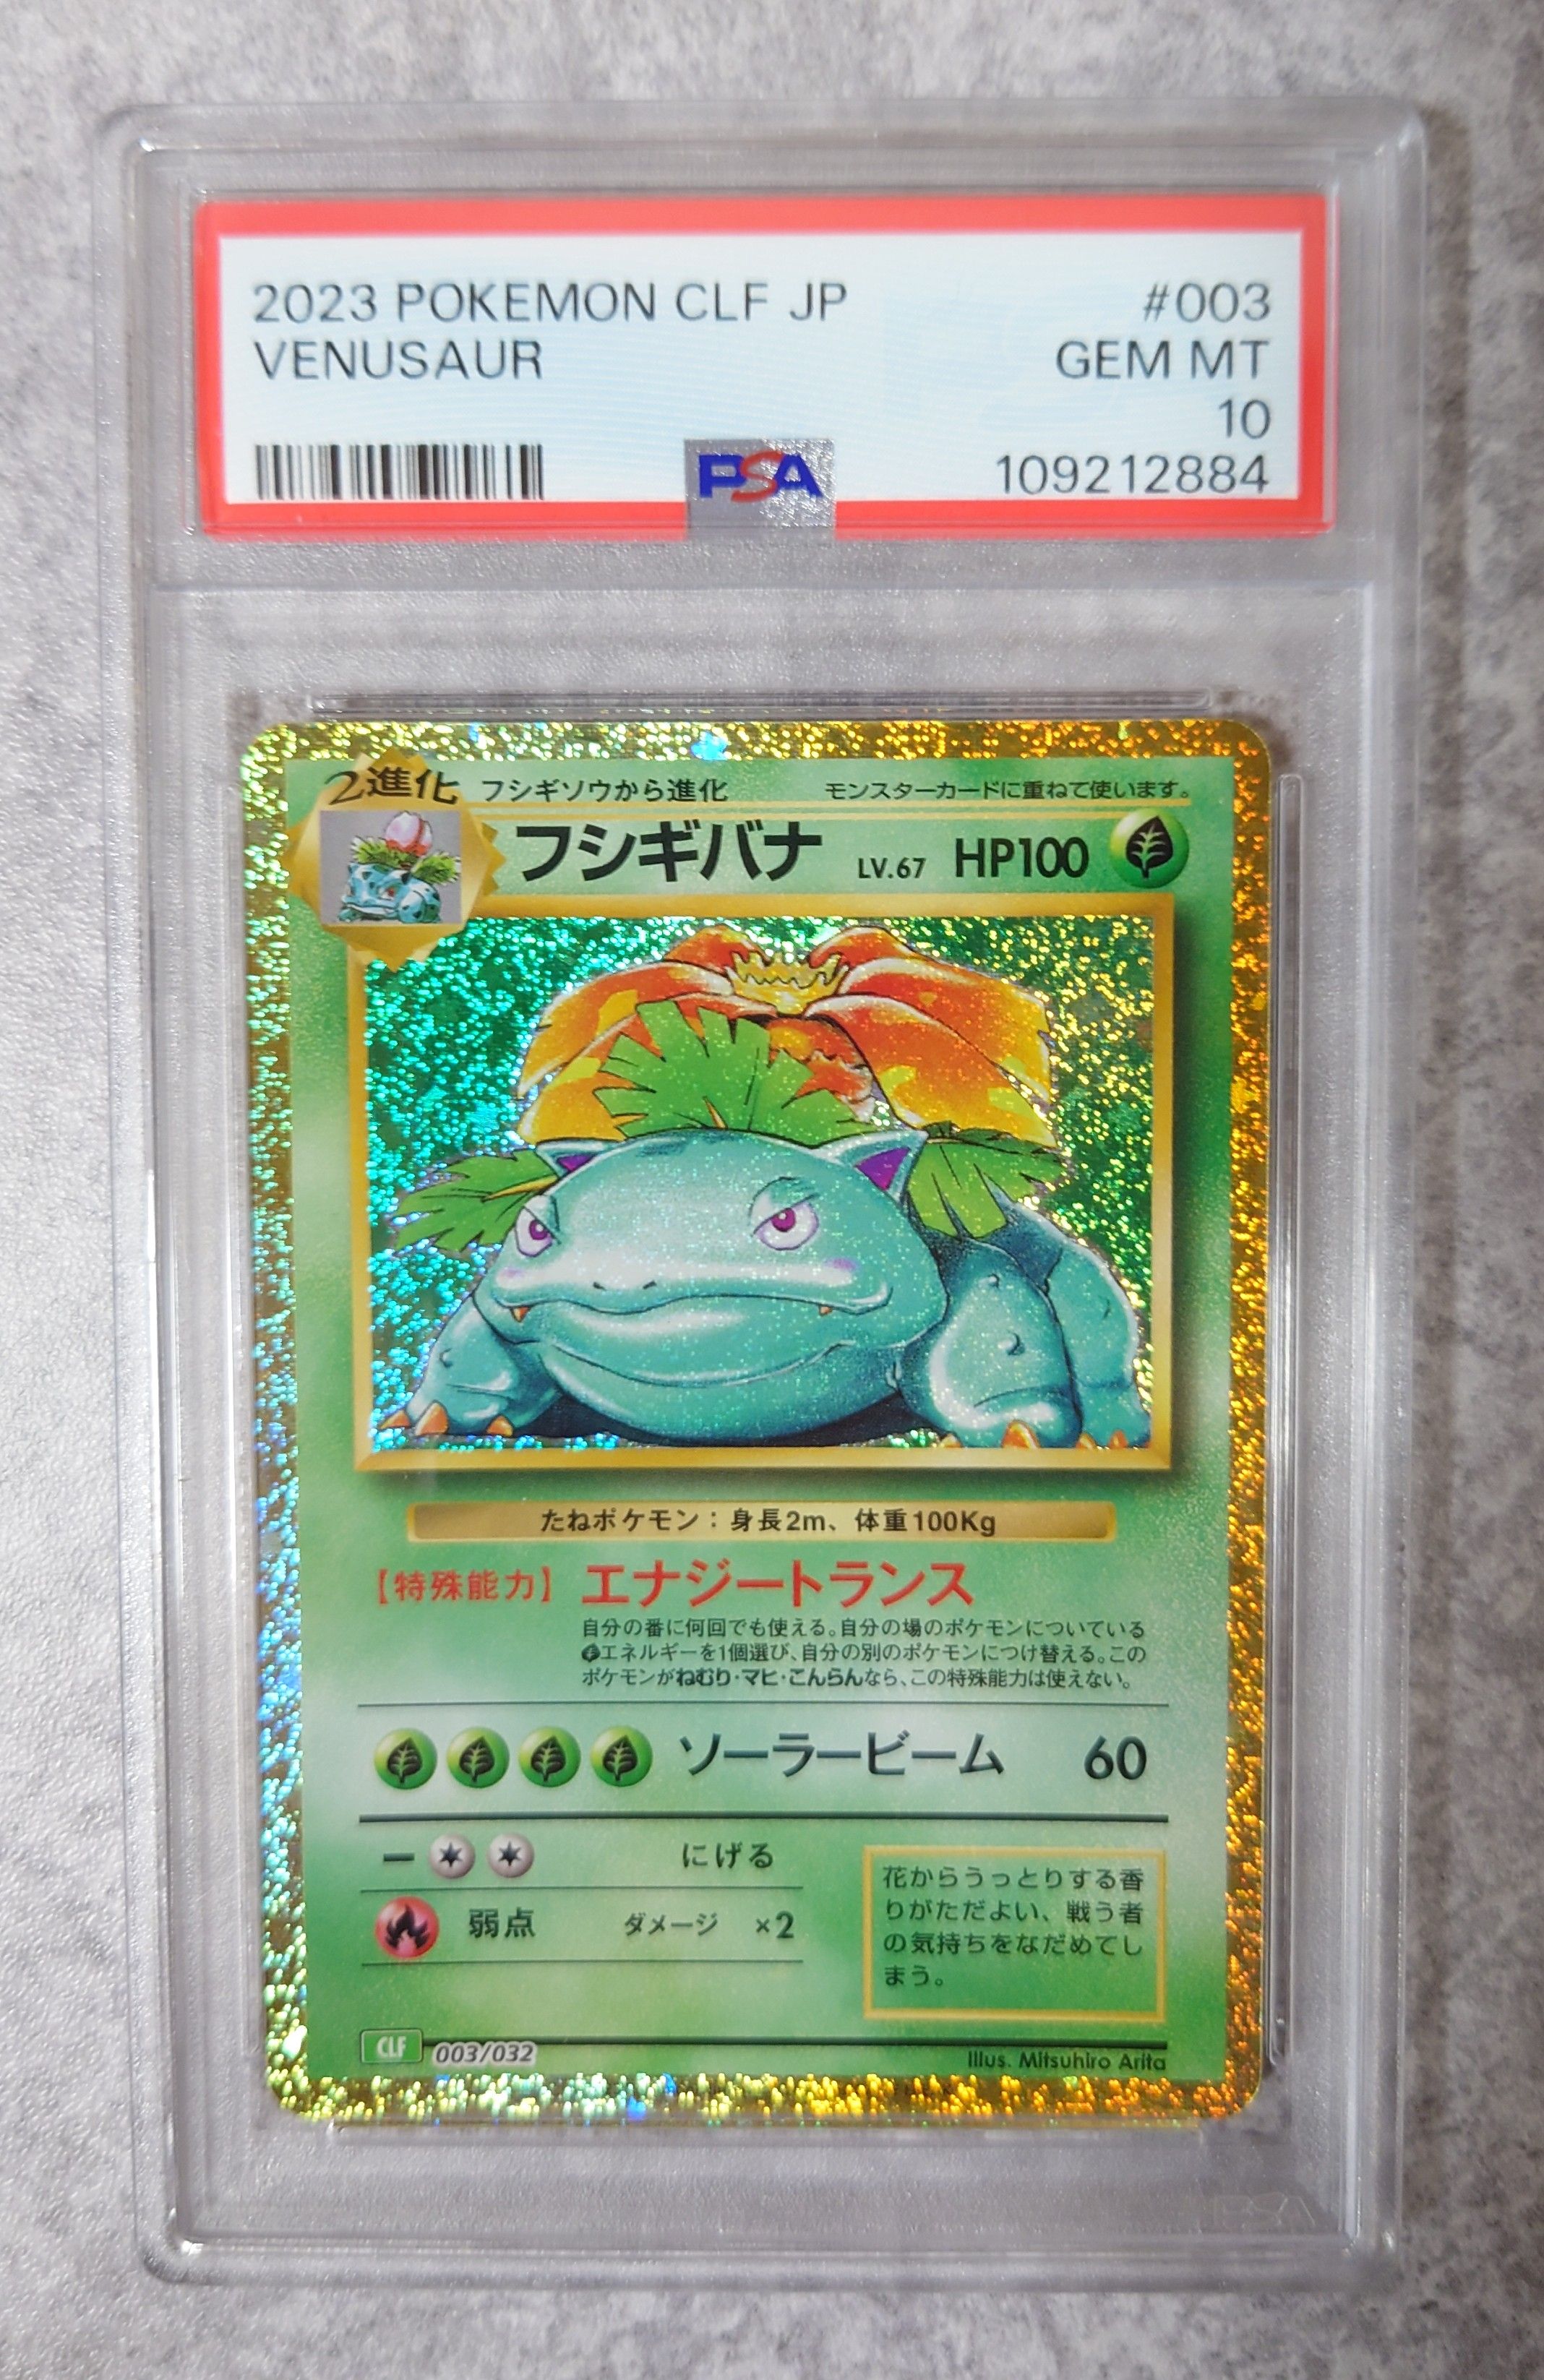 2023 POKEMON CLF JP #003
VENUSAUR GEM MT
10
PSA 109212884
2進化 フシギソウから進化 モンスターカードに重ねて使います。
フシギバナ LV.67 HP100
たねポケモン：身長2m、体重100Kg
【特殊能力】 エナジートランス
自分の番に何回でも使える。自分の場のポケモンについている
エネルギーを1個選び、自分の別のポケモンにつけ替える。この
ポケモンがねむり・マヒ・こんらんなら、この特殊能力は使えない。
ソーラービーム 60
ー にげる
弱点 ダメージ ×2
花からうっとりする香
りがただよい、戦う者
の気持ちをなだめてし
まう。
CLF 003/032 Illus. Mitsuhiro Arita
PSA